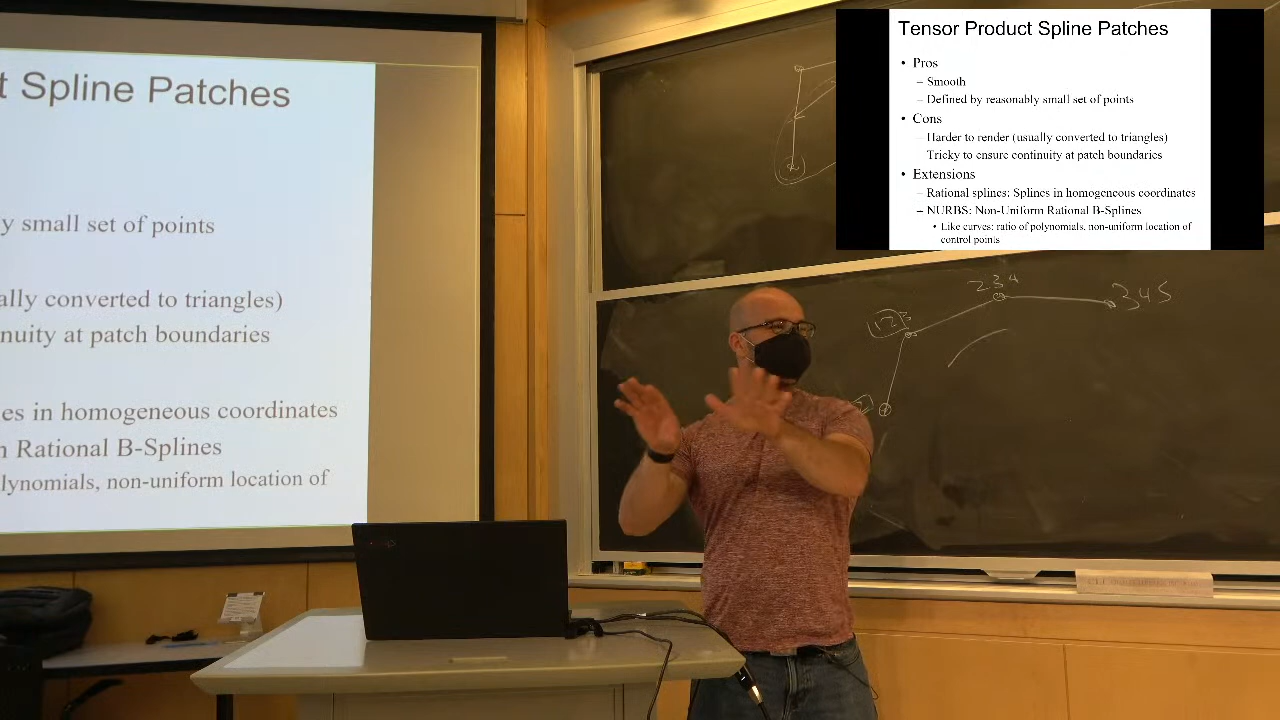 t Spline Patches
y small set of points
ally converted to triangles)
nuity at patch boundaries
es in homogeneous coordinates
n Rational B-Splines
lynomials, non-uniform location of
Tensor Product Spline Patches
• Pros
– Smooth
– Defined by reasonably small set of points
• Cons
– Harder to render (usually converted to triangles)
Tricky to ensure continuity at patch boundaries
• Extensions
– Rational splines: Splines in homogeneous coordinates
– NURBS: Non-Uniform Rational B-Splines
• Like curves: ratio of polynomials, non-uniform location of
control points
234
345
123